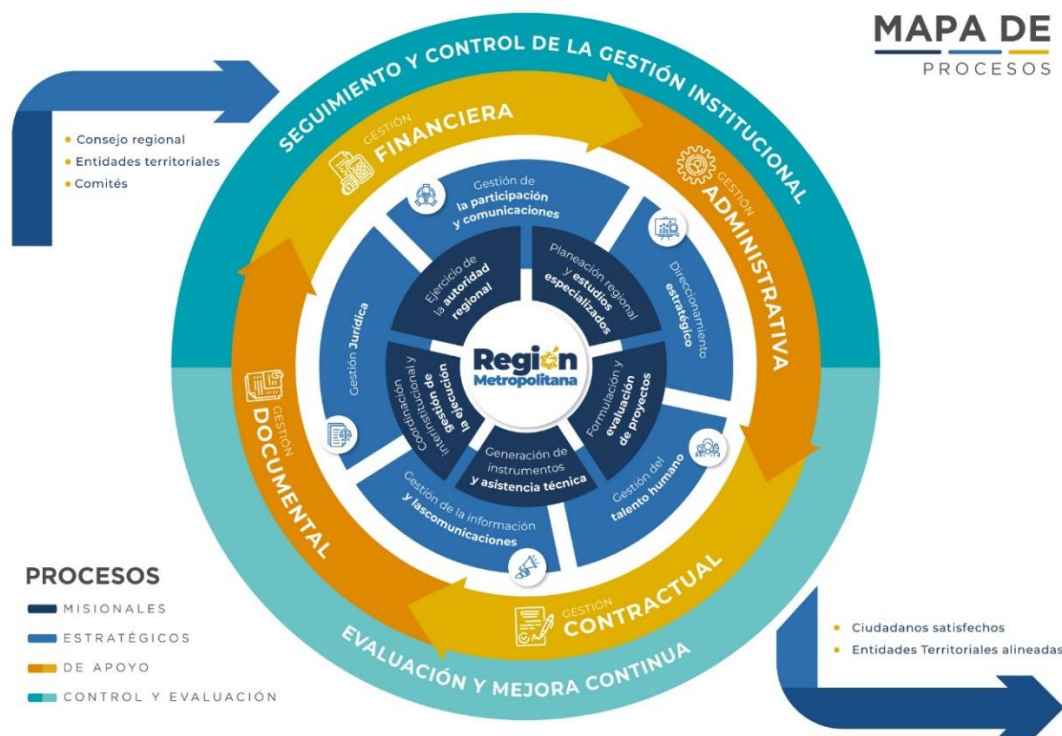 MAPA DE
PROCESOS
Consejo regional
Entidades territoriales
Comités
SEGUIMIENTO Y CONTROL DE LA GESTIÓN INSTITUCIONAL
GESTIÓN
FINANCIERA
GESTIÓN
ADMINISTRATIVA
GESTIÓN
CONTRACTUAL
GESTIÓN
DOCUMENTAL
Gestión de
la participación
y comunicaciones
Direccionamiento
estratégico
Gestión del
talento humano
Gestión de la información
y lascomunicaciones
Gestión Jurídica
Ejercicio de
la autoridad
regional
Planeación regional
y estudios
especializados
Formulación y
evaluación
de proyectos
Generación de
instrumentos
y asistencia técnica
Coordinación
interinstitucional y
gestión de
la ejecución
Región
Metropolitana
EVALUACIÓN Y MEJORA CONTINUA
PROCESOS
MISIONALES
ESTRATÉGICOS
DE APOYO
CONTROL Y EVALUACIÓN
Ciudadanos satisfechos
Entidades Territoriales alineadas